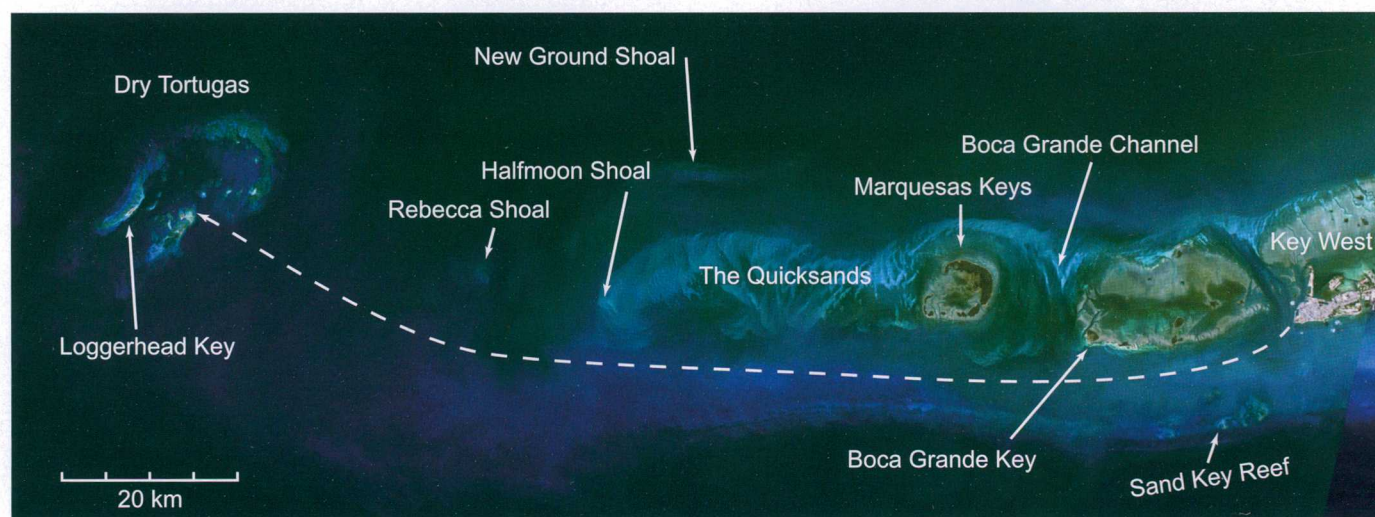 New Ground Shoal
Dry Tortugas
Boca Grande Channel
Halfmoon Shoal
Marquesas Keys
Rebecca Shoal
Key West
The Quicksands
Loggerhead Key
Boca Grande Key
Sand Key Reef
20 km